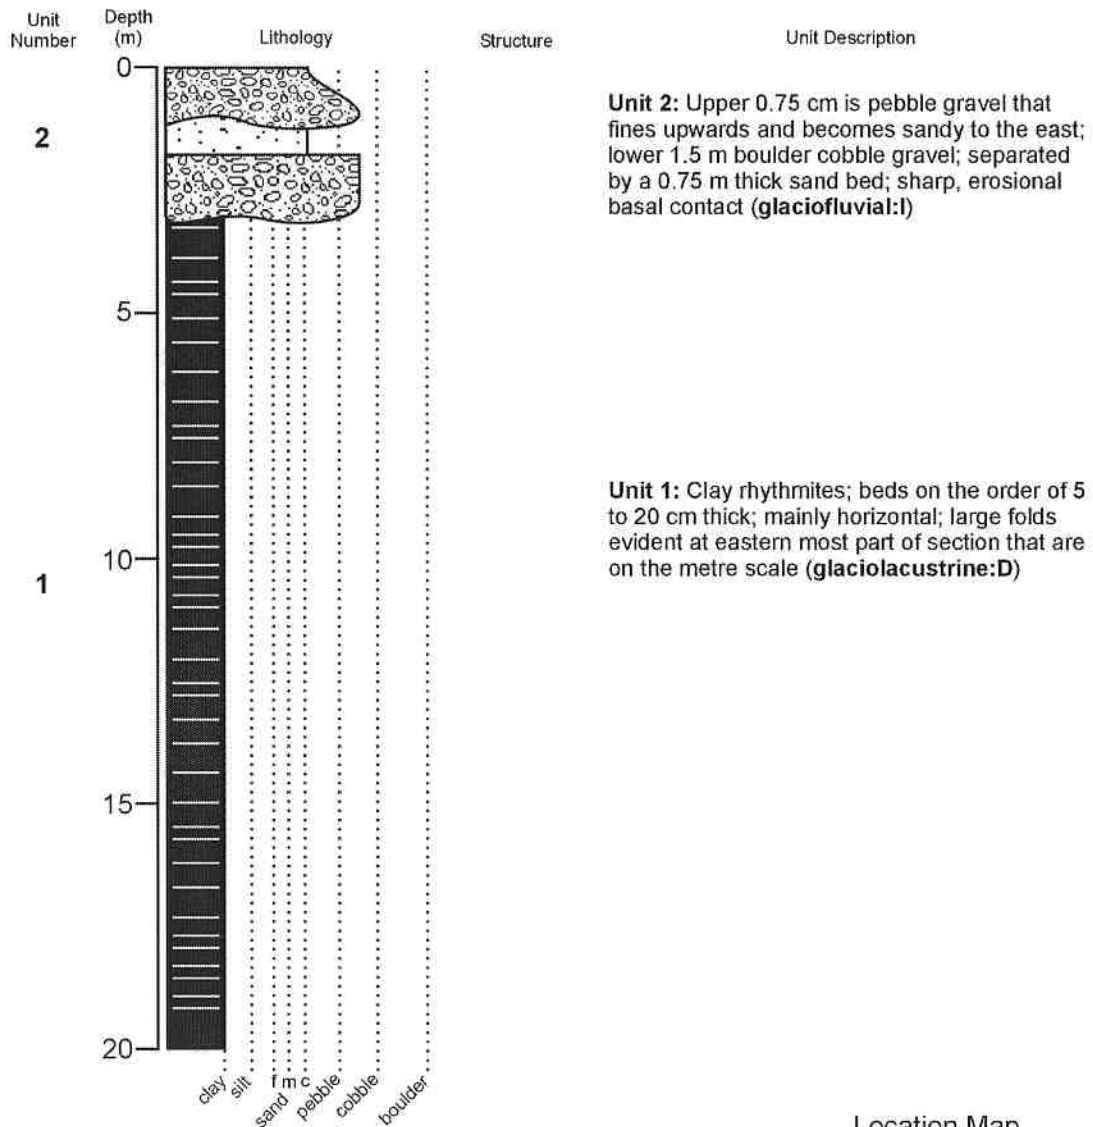 Unit Number
Depth (m)
Lithology
Structure
Unit Description
0
5
10
15
20
2
1
Unit 2: Upper 0.75 cm is pebble gravel that
fines upwards and becomes sandy to the east;
lower 1.5 m boulder cobble gravel; separated
by a 0.75 m thick sand bed; sharp, erosional
basal contact (glaciofluvial:I)
Unit 1: Clay rhythmites; beds on the order of 5
to 20 cm thick; mainly horizontal; large folds
evident at eastern most part of section that are
on the metre scale (glaciolacustrine:D)
clay
silt
f m c
sand
pebble
cobble
boulder
Location Map